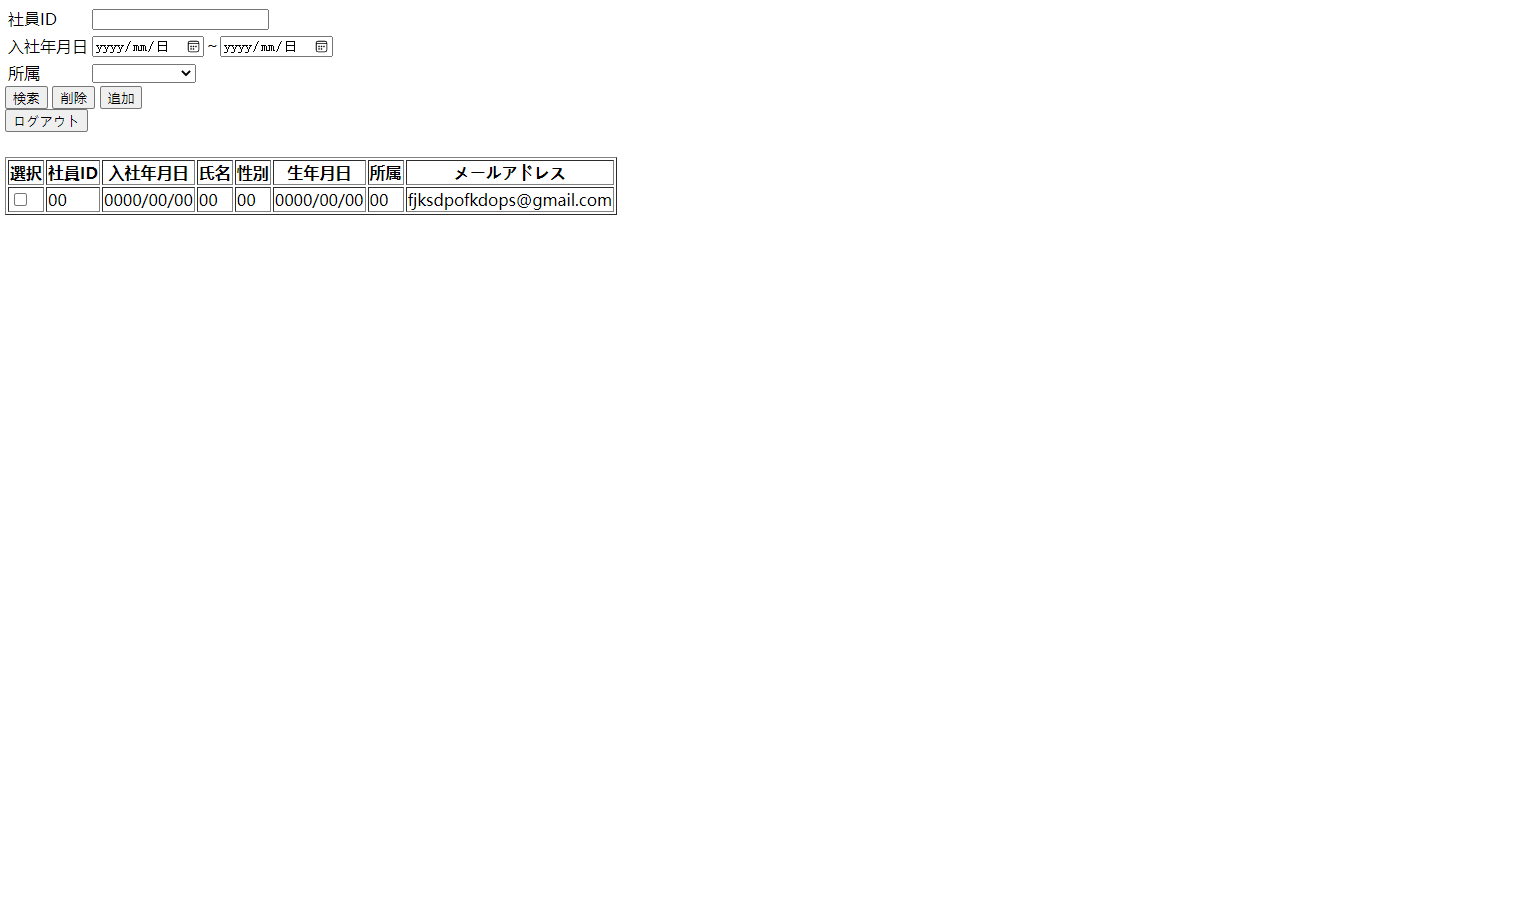 社員ID
入社年月日 yyyy/mm/日 ~ yyyy/mm/日
所属
検索 削除 追加
ログアウト
選択 社員ID 入社年月日 氏名 性別 生年月日 所属 メールアドレス
00 0000/00/00 00 00 0000/00/00 00 fjksdpofkdops@gmail.com